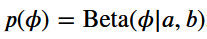 p(ϕ) = Beta(ϕ|a, b)